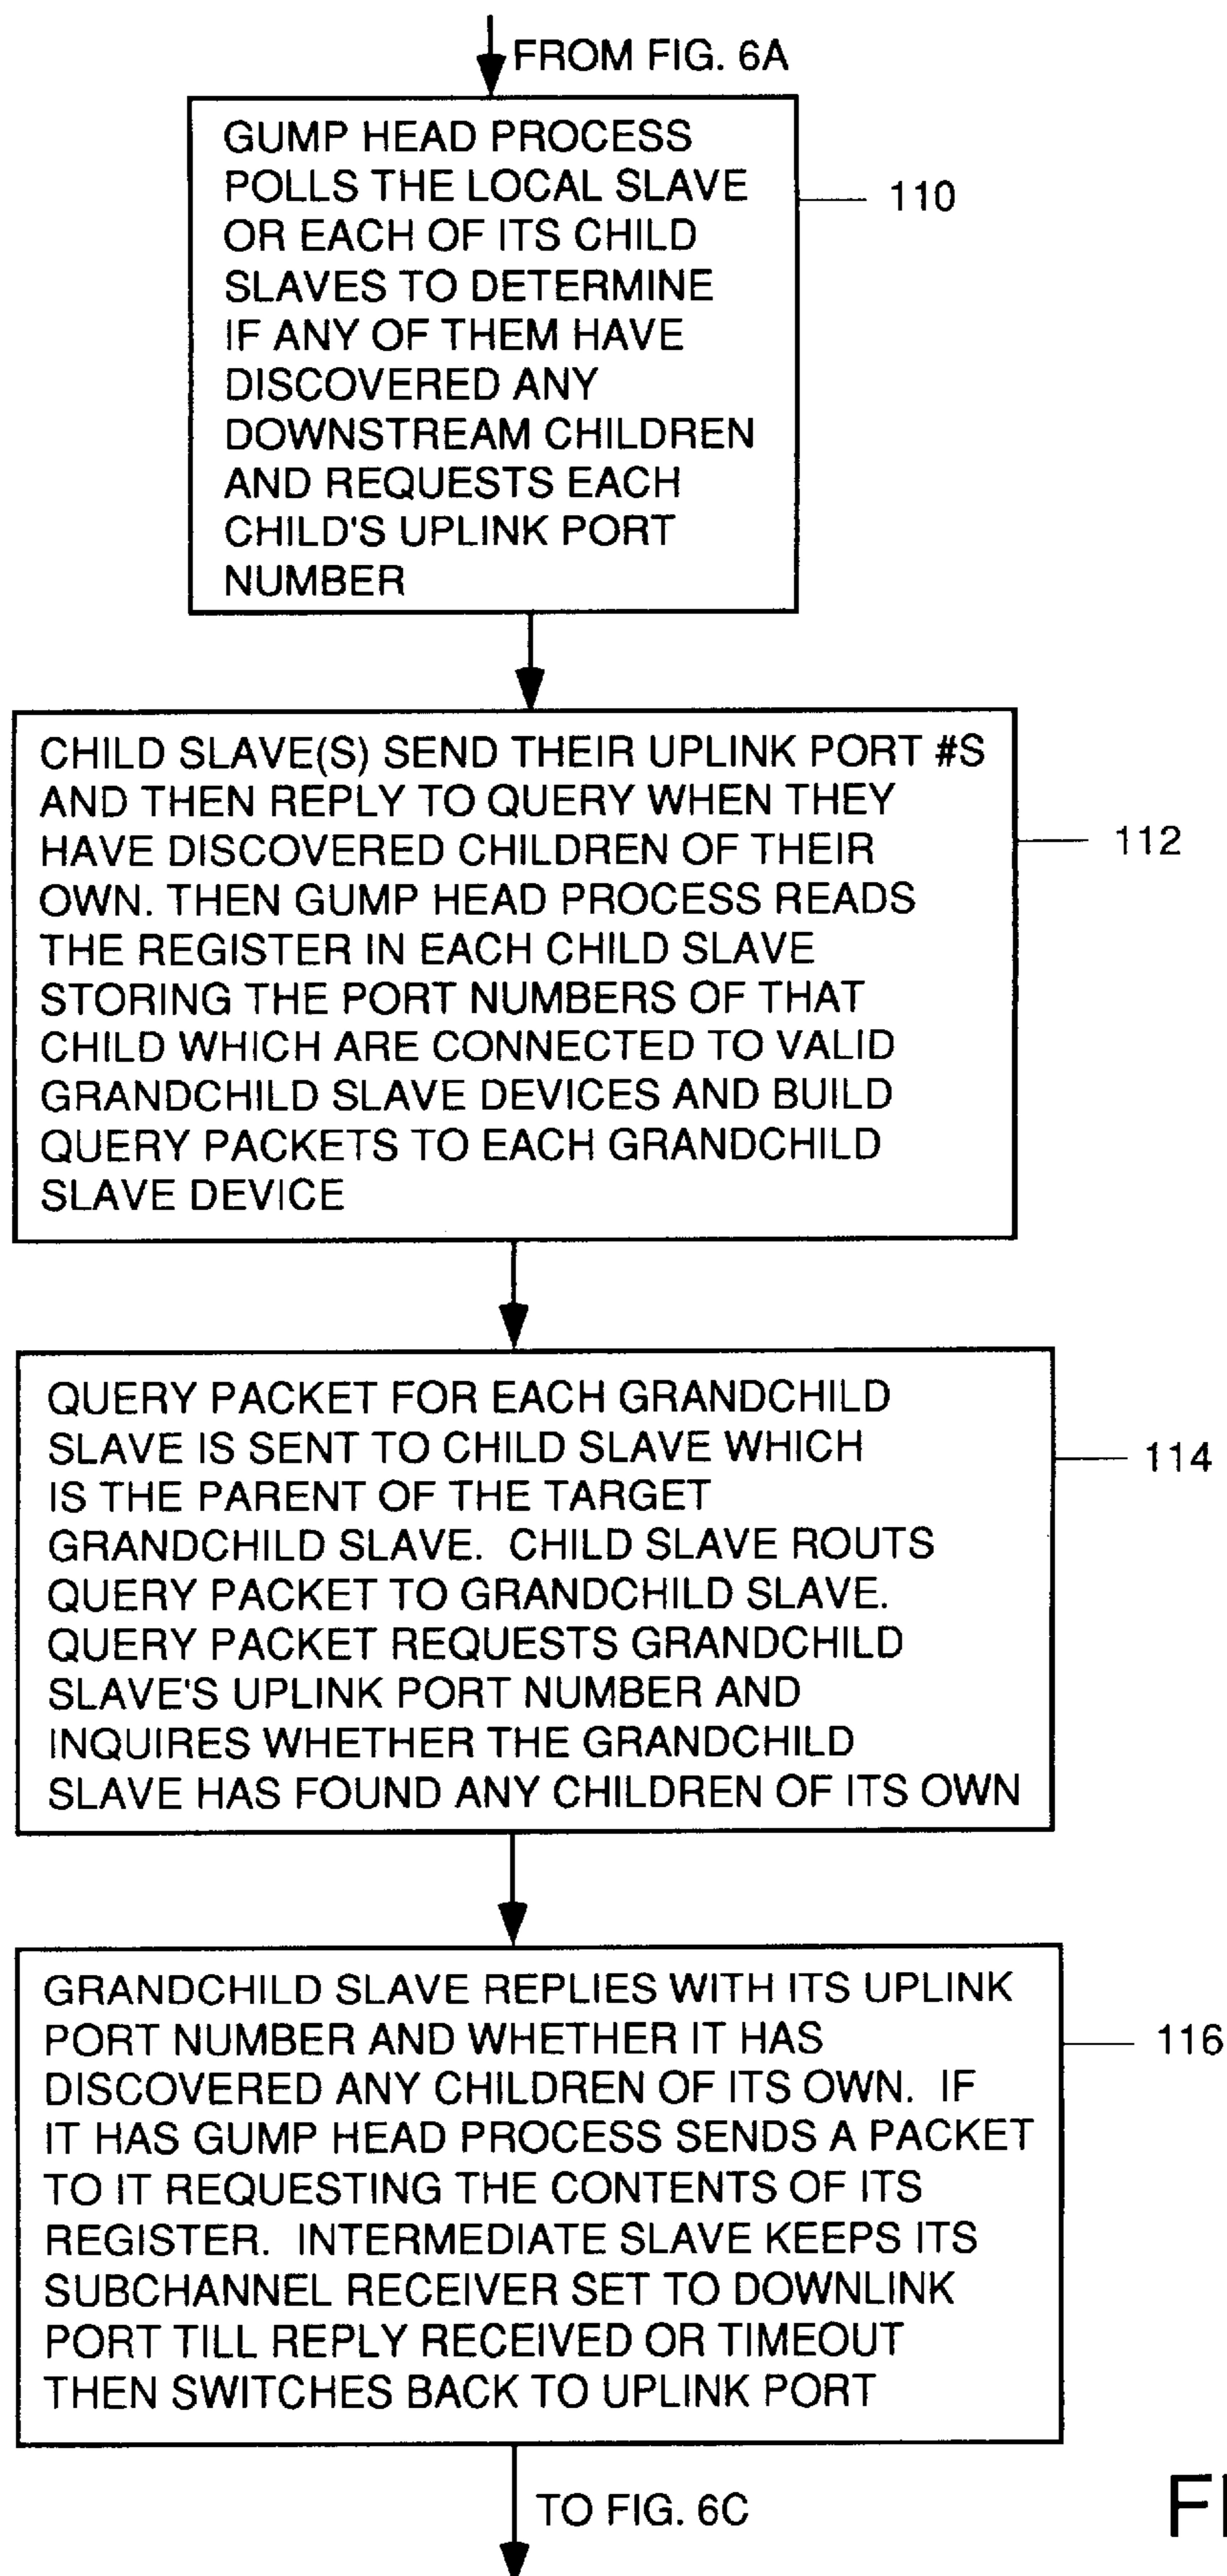 FROM FIG. 6A
GUMP HEAD PROCESS
POLLS THE LOCAL SLAVE
OR EACH OF ITS CHILD
SLAVES TO DETERMINE
IF ANY OF THEM HAVE
DISCOVERED ANY
DOWNSTREAM CHILDREN
AND REQUESTS EACH
CHILD'S UPLINK PORT
NUMBER
110
CHILD SLAVE(S) SEND THEIR UPLINK PORT #S
AND THEN REPLY TO QUERY WHEN THEY
HAVE DISCOVERED CHILDREN OF THEIR
OWN. THEN GUMP HEAD PROCESS READS
THE REGISTER IN EACH CHILD SLAVE
STORING THE PORT NUMBERS OF THAT
CHILD WHICH ARE CONNECTED TO VALID
GRANDCHILD SLAVE DEVICES AND BUILD
QUERY PACKETS TO EACH GRANDCHILD
SLAVE DEVICE
112
QUERY PACKET FOR EACH GRANDCHILD
SLAVE IS SENT TO CHILD SLAVE WHICH
IS THE PARENT OF THE TARGET
GRANDCHILD SLAVE. CHILD SLAVE ROUTS
QUERY PACKET TO GRANDCHILD SLAVE.
QUERY PACKET REQUESTS GRANDCHILD
SLAVE'S UPLINK PORT NUMBER AND
INQUIRES WHETHER THE GRANDCHILD
SLAVE HAS FOUND ANY CHILDREN OF ITS OWN
114
GRANDCHILD SLAVE REPLIES WITH ITS UPLINK
PORT NUMBER AND WHETHER IT HAS
DISCOVERED ANY CHILDREN OF ITS OWN. IF
IT HAS GUMP HEAD PROCESS SENDS A PACKET
TO IT REQUESTING THE CONTENTS OF ITS
REGISTER. INTERMEDIATE SLAVE KEEPS ITS
SUBCHANNEL RECEIVER SET TO DOWNLINK
PORT TILL REPLY RECEIVED OR TIMEOUT
THEN SWITCHES BACK TO UPLINK PORT
116
TO FIG. 6C